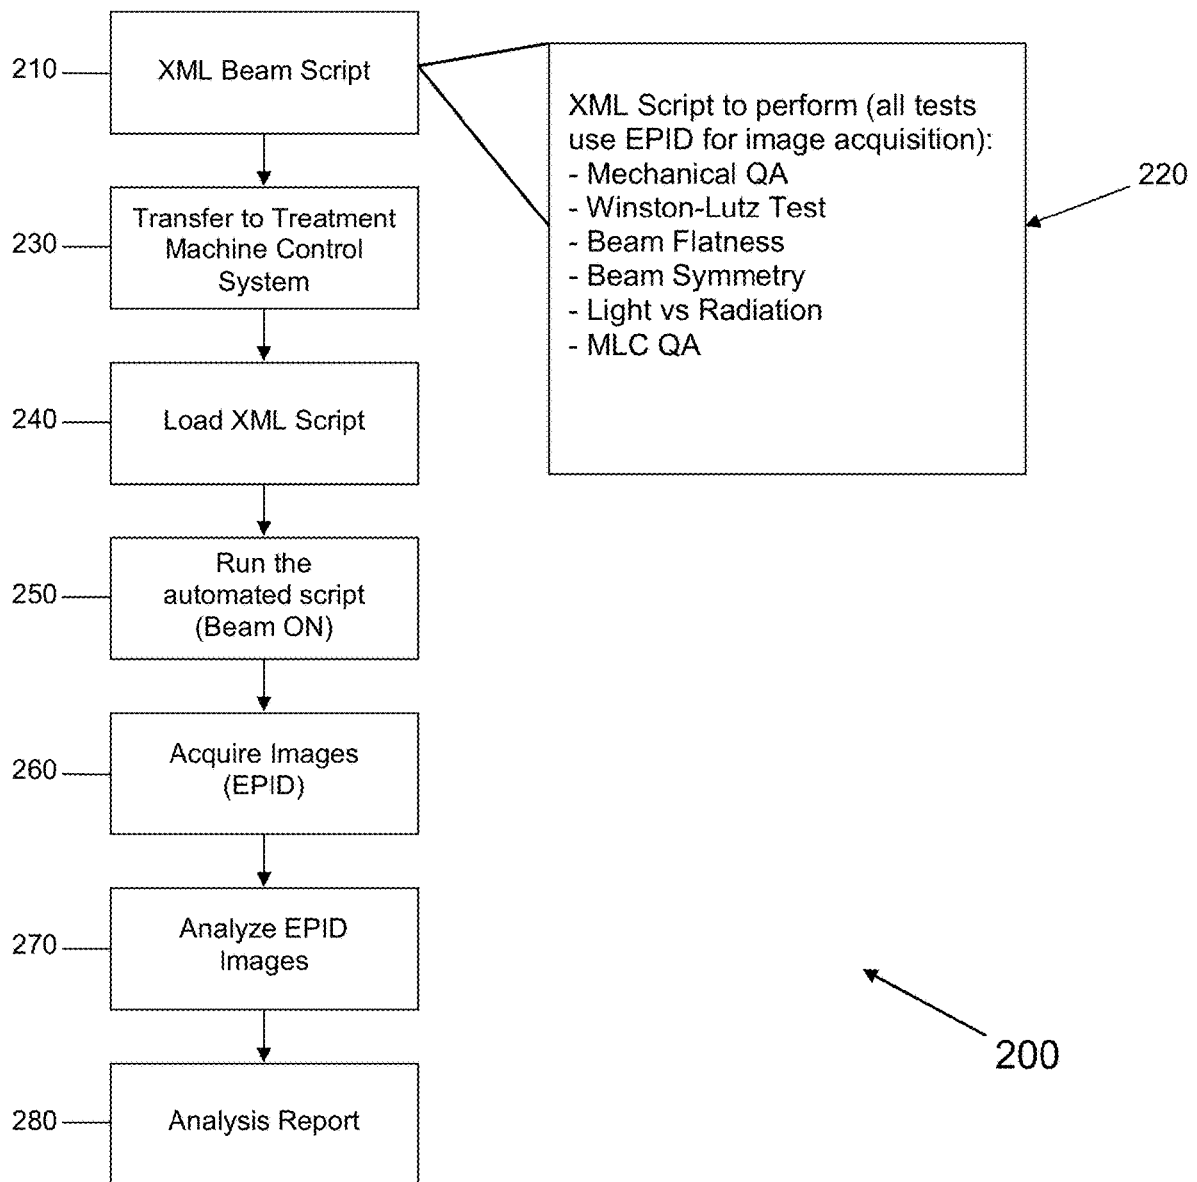 210
XML Beam Script
XML Script to perform (all tests
use EPID for image acquisition):
- Mechanical QA
- Winston-Lutz Test
- Beam Flatness
- Beam Symmetry
- Light vs Radiation
- MLC QA
220
230
Transfer to Treatment
Machine Control
System
240
Load XML Script
250
Run the
automated script
(Beam ON)
260
Acquire Images
(EPID)
270
Analyze EPID
Images
200
280
Analysis Report